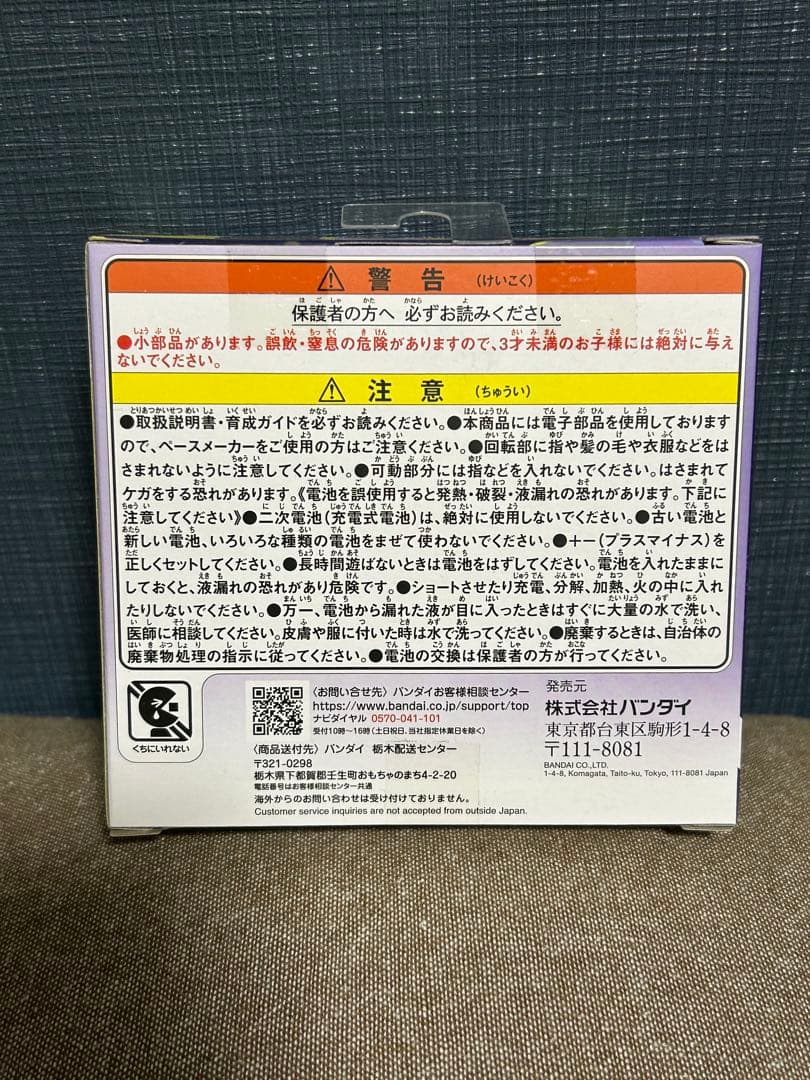 ⚠ 警告 (けいこく)
保護者の方へ 必ずお読みください。
●小部品があります。誤飲・窒息の危険がありますので、3才未満のお子様には絶対に与え
ないでください。
⚠ 注意 (ちゅうい)
●取扱説明書・育成ガイドを必ずお読みください。●本商品には電子部品を使用しております
ので、ペースメーカーをご使用の方はご注意ください。●回転部に指や髪の毛や衣服などをは
さまれないように注意してください。●可動部分には指などを入れないでください。はさまれて
ケガをする恐れがあります。《電池を誤使用すると発熱・破裂・液漏れの恐れがあります。下記に
注意してください》●二次電池(充電式電池)は、絶対に使用しないでください。●古い電池と
新しい電池、いろいろな種類の電池をまぜて使わないでください。●+-(プラスマイナス)を
正しくセットしてください。●長時間遊ばないときは電池をはずしてください。電池を入れたままに
しておくと、液漏れの恐れがあり危険です。●ショートさせたり充電、分解、加熱、火の中に入れ
たりしないでください。●万一、電池から漏れた液が目に入ったときはすぐに大量の水で洗い、
医師に相談してください。皮膚や服に付いた時は水で洗ってください。●廃棄するときは、自治体の
廃棄物処理の指示に従ってください。●電池の交換は保護者の方が行ってください。
くちにいれない
〈お問い合せ先〉バンダイお客様相談センター
https://www.bandai.co.jp/support/top
ナビダイヤル 0570-041-101
受付10時～16時(土日祝日、当社指定休業日を除く)
〈商品送付先〉バンダイ 栃木配送センター
〒321-0298
栃木県下都賀郡壬生町おもちゃのまち4-2-20
電話番号はお客様相談センター共通
海外からのお問い合わせは受け付けておりません。
Customer service inquiries are not accepted from outside Japan.
発売元
株式会社バンダイ
東京都台東区駒形1-4-8
〒111-8081
BANDAI CO.,LTD.
1-4-8, Komagata, Taito-ku, Tokyo, 111-8081 Japan